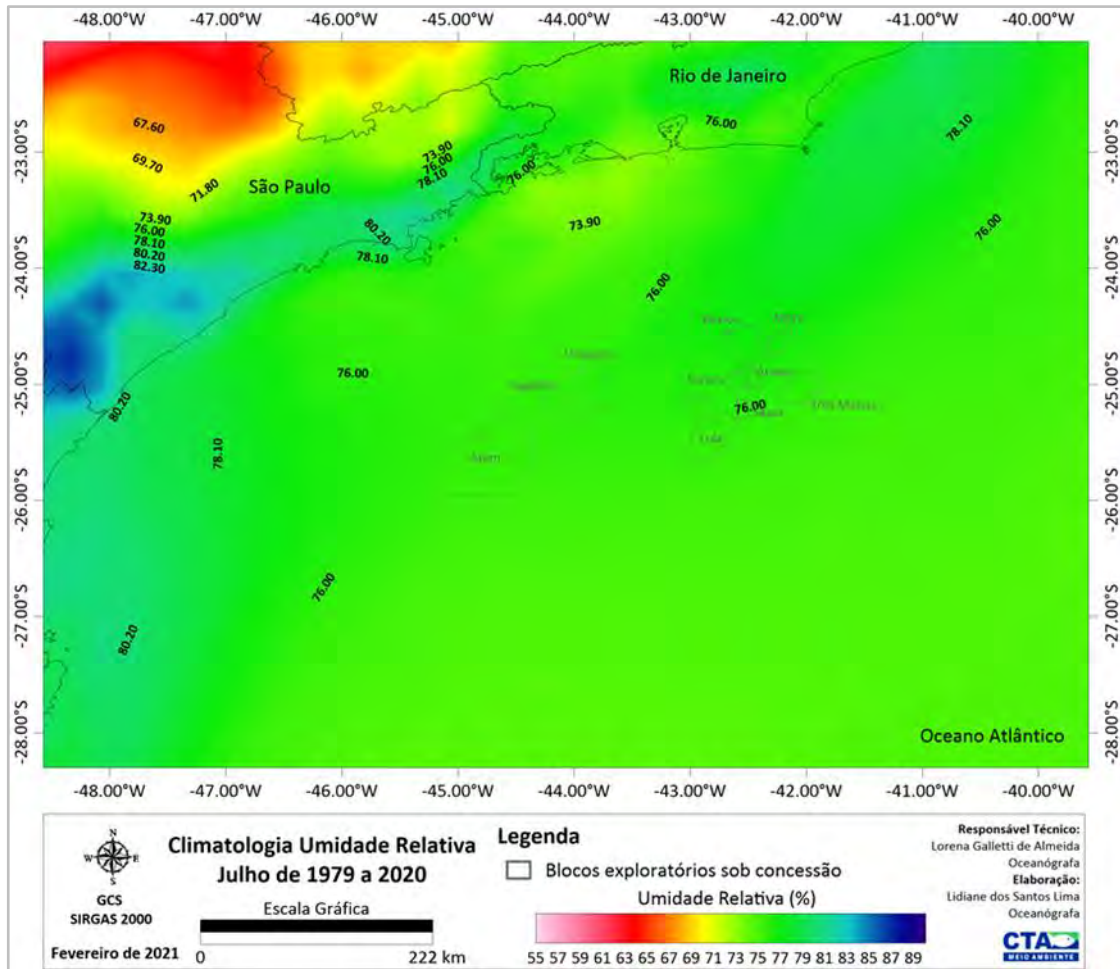 -48.00°W -47.00°W -46.00°W -45.00°W -44.00°W -43.00°W -42.00°W -41.00°W -40.00°W
Rio de Janeiro
67.60
76.00
78.10
-23.00°S
-23.00°S
69.70
73.90
76.00
78.10
76.00
71.80
São Paulo
73.90
76.00
78.10
80.20
82.30
80.20
73.90
76.00
78.10
-24.00°S
-24.00°S
76.00
76.00
-25.00°S
-25.00°S
80.20
76.00
78.10
-26.00°S
-26.00°S
76.00
-27.00°S
-27.00°S
80.20
-28.00°S
Oceano Atlântico
-28.00°S
-48.00°W -47.00°W -46.00°W -45.00°W -44.00°W -43.00°W -42.00°W -41.00°W -40.00°W
N
W E
S
GCS
SIRGAS 2000
Fevereiro de 2021
Climatologia Umidade Relativa
Julho de 1979 a 2020
Escala Gráfica
0 222 km
Legenda
Blocos exploratórios sob concessão
Umidade Relativa (%)
55 57 59 61 63 65 67 69 71 73 75 77 79 81 83 85 87 89
Responsável Técnico:
Lorena Galletti de Almeida
Oceanógrafa
Elaboração:
Lidiane dos Santos Lima
Oceanógrafa
CTA
MEIO AMBIENTE